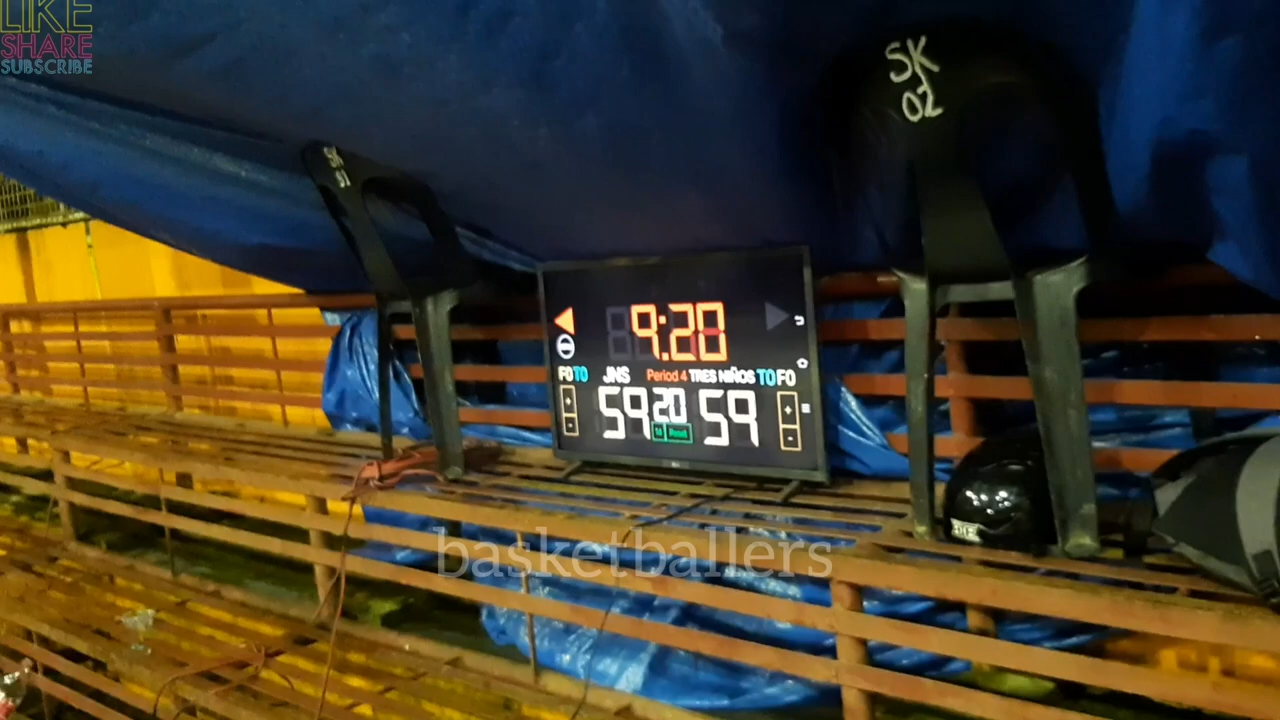 LIKE
SHARE
SUBSCRIBE
SK
02
SK
01
9:20
FO TO JNS Period 4 TRES NIÑOS TO FO
+ 59 20 59 +
- -
basketballers